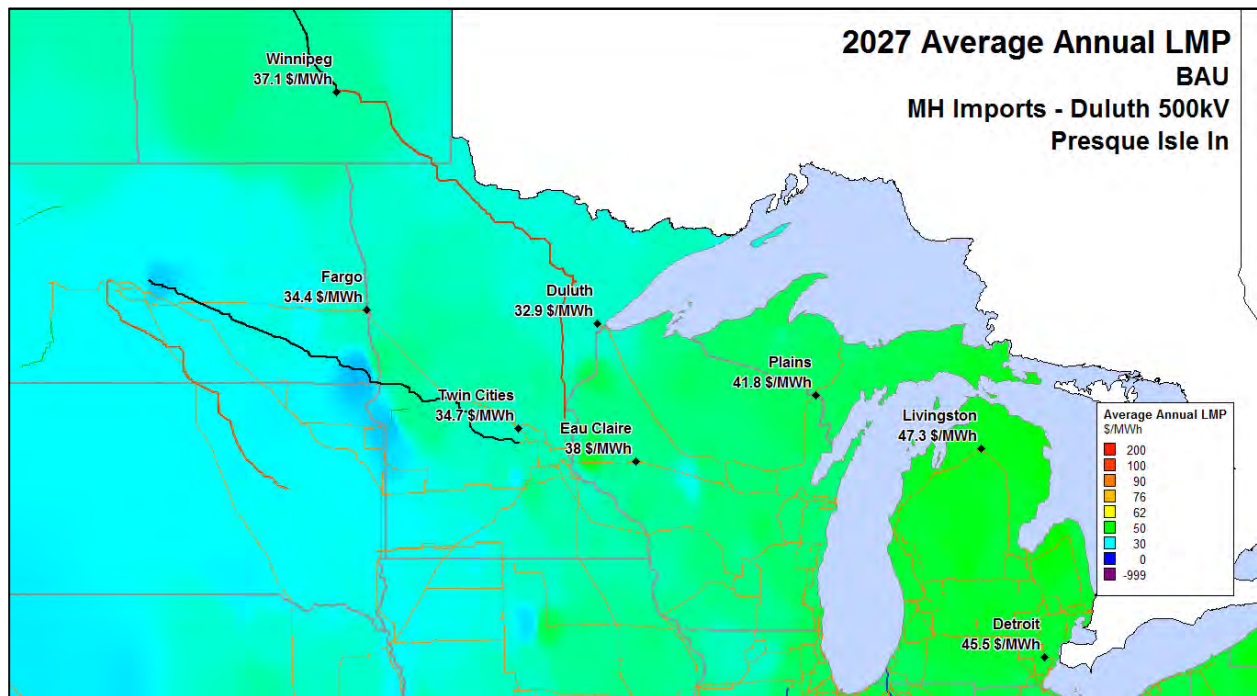 2027 Average Annual LMP
BAU
MH Imports - Duluth 500kV
Presque Isle In
Winnipeg
37.1 $/MWh
Fargo
34.4 $/MWh
Duluth
32.9 $/MWh
Plains
41.8 $/MWh
Twin Cities
34.7 $/MWh
Eau Claire
38 $/MWh
Livingston
47.3 $/MWh
Detroit
45.5 $/MWh
Average Annual LMP
$/MWh
200
100
90
76
62
50
30
0
-999